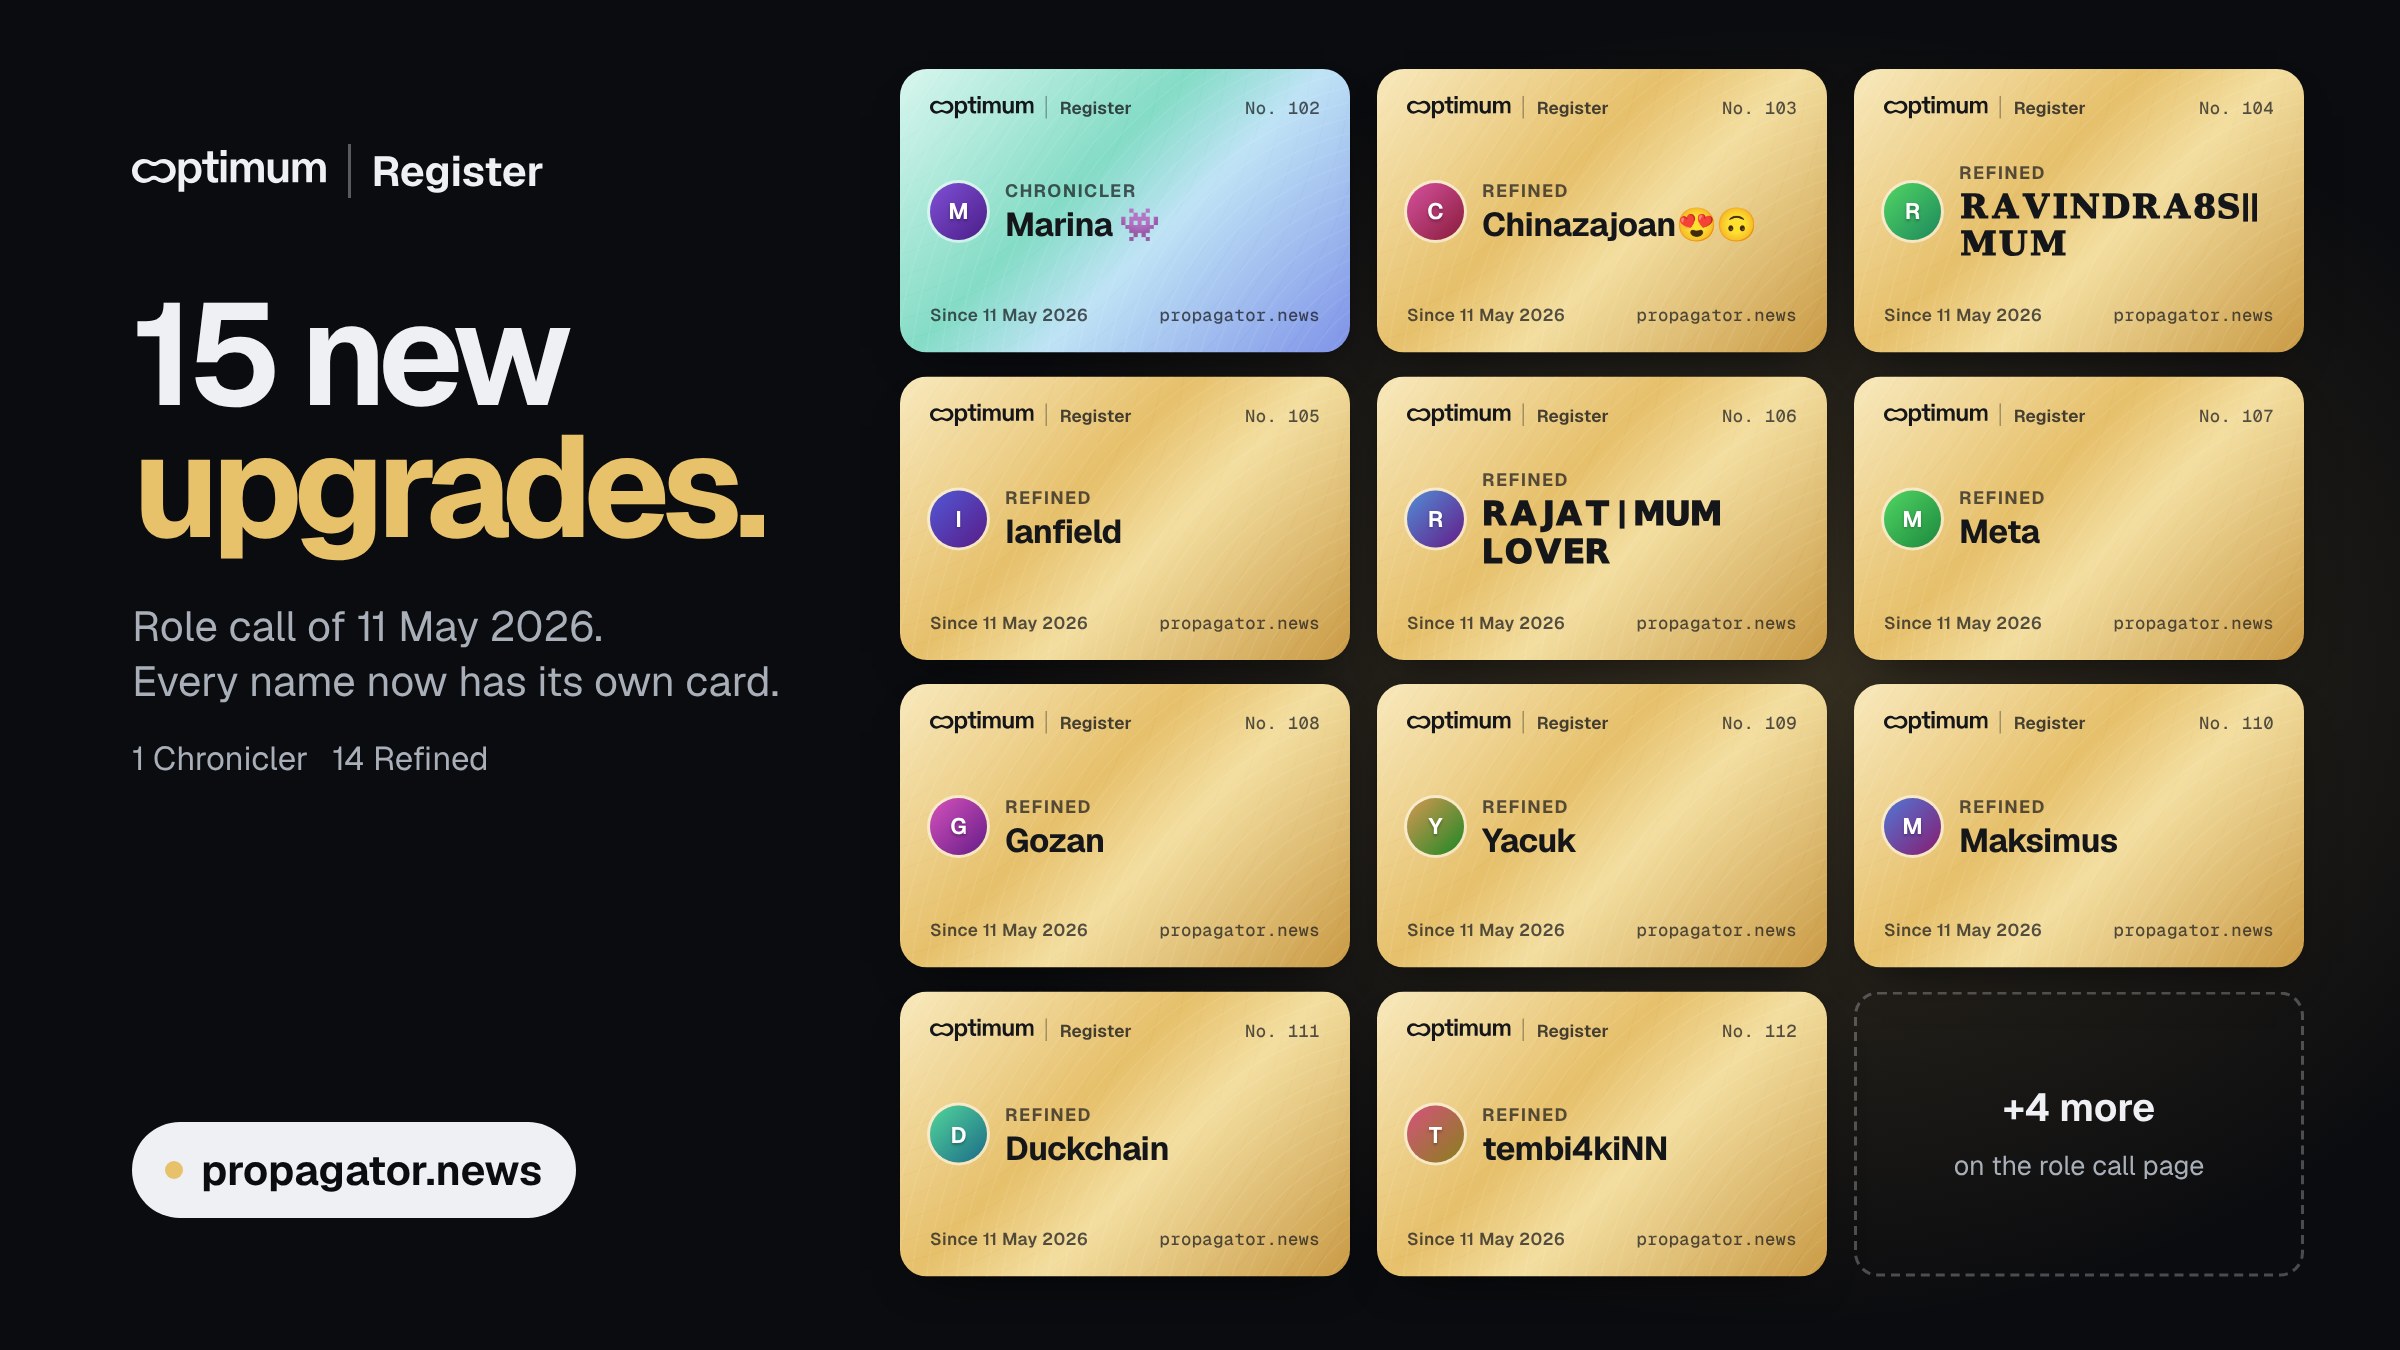 optimum | Register
15 new
upgrades.
Role call of 11 May 2026.
Every name now has its own card.
1 Chronicler 14 Refined
propagator.news
optimum | Register No. 102
M
CHRONICLER
Marina 👾
Since 11 May 2026 propagator.news
optimum | Register No. 103
C
REFINED
Chinazajoan😍🙃
Since 11 May 2026 propagator.news
optimum | Register No. 104
R
REFINED
RAVINDRA8S||
MUM
Since 11 May 2026 propagator.news
optimum | Register No. 105
I
REFINED
Ianfield
Since 11 May 2026 propagator.news
optimum | Register No. 106
R
REFINED
RAJAT | MUM
LOVER
Since 11 May 2026 propagator.news
optimum | Register No. 107
M
REFINED
Meta
Since 11 May 2026 propagator.news
optimum | Register No. 108
G
REFINED
Gozan
Since 11 May 2026 propagator.news
optimum | Register No. 109
Y
REFINED
Yacuk
Since 11 May 2026 propagator.news
optimum | Register No. 110
M
REFINED
Maksimus
Since 11 May 2026 propagator.news
optimum | Register No. 111
D
REFINED
Duckchain
Since 11 May 2026 propagator.news
optimum | Register No. 112
T
REFINED
tembi4kiNN
Since 11 May 2026 propagator.news
+4 more
on the role call page